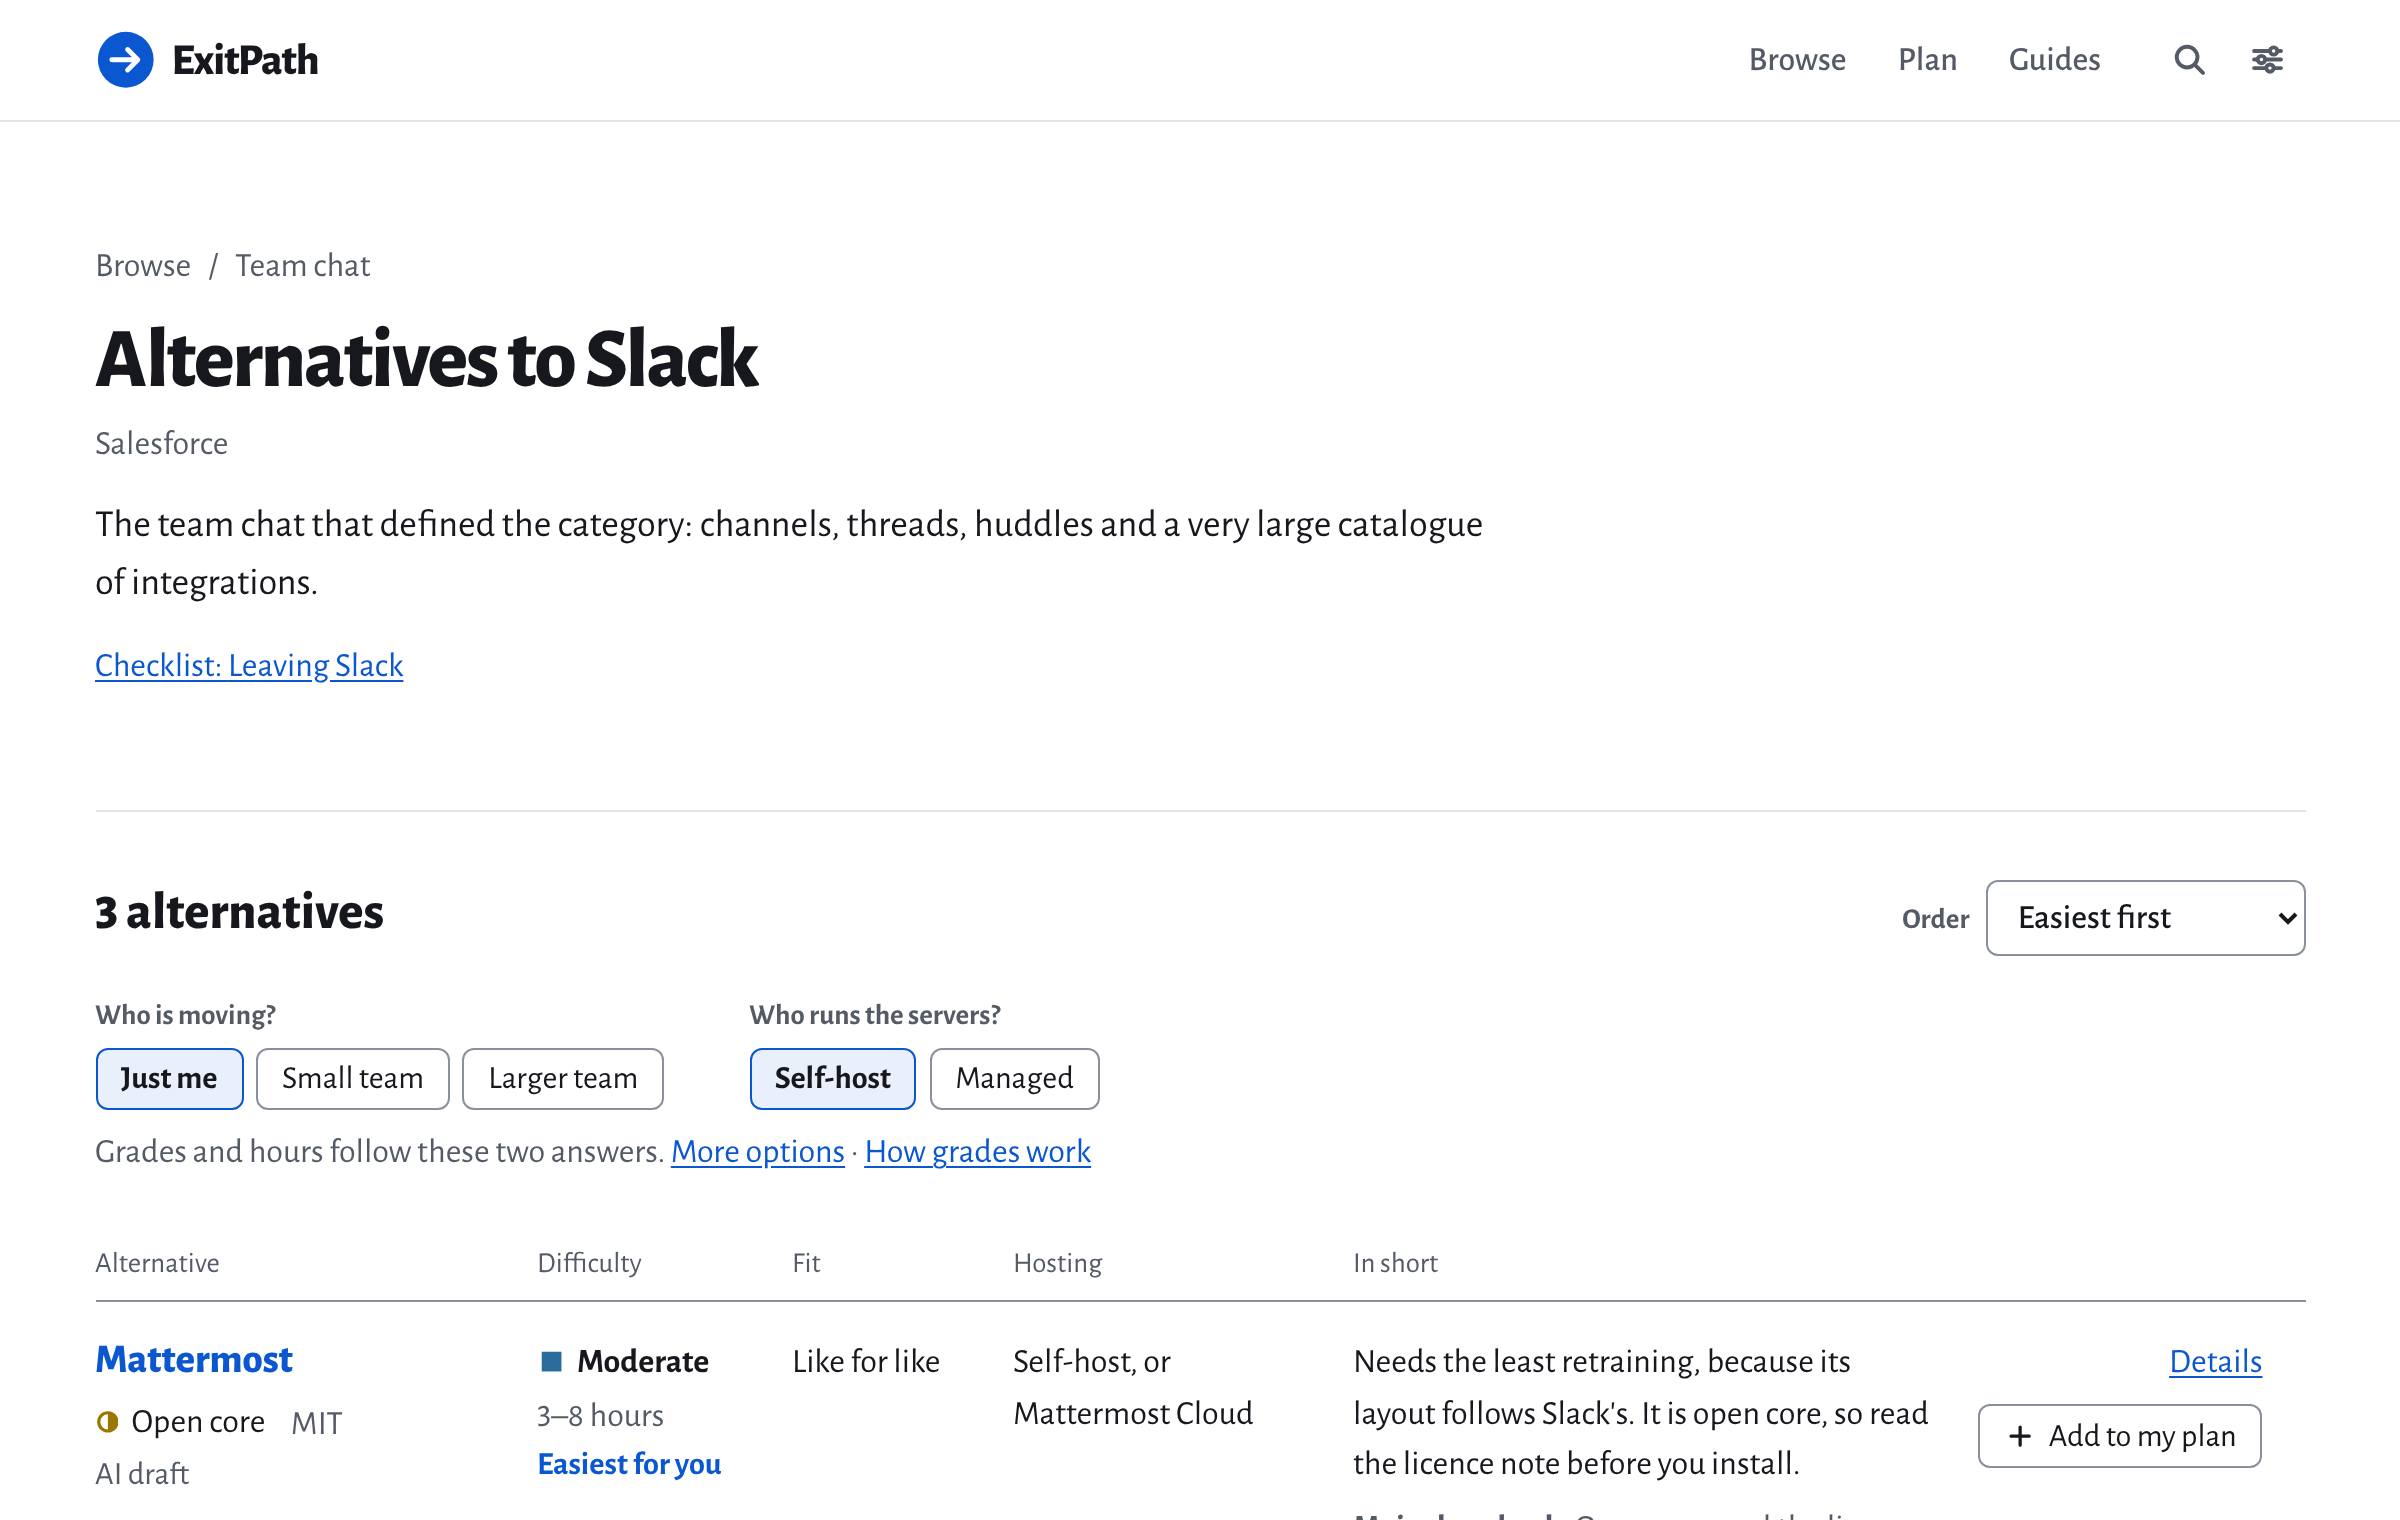 ExitPath
Browse Plan Guides
Browse / Team chat
Alternatives to Slack
Salesforce
The team chat that defined the category: channels, threads, huddles and a very large catalogue
of integrations.
Checklist: Leaving Slack
3 alternatives
Order Easiest first
Who is moving?
Just me Small team Larger team
Who runs the servers?
Self-host Managed
Grades and hours follow these two answers. More options · How grades work
Alternative Difficulty Fit Hosting In short
Mattermost
Open core MIT
AI draft
Moderate
3–8 hours
Easiest for you
Like for like
Self-host, or
Mattermost Cloud
Needs the least retraining, because its
layout follows Slack's. It is open core, so read
the licence note before you install.
Details
+ Add to my plan